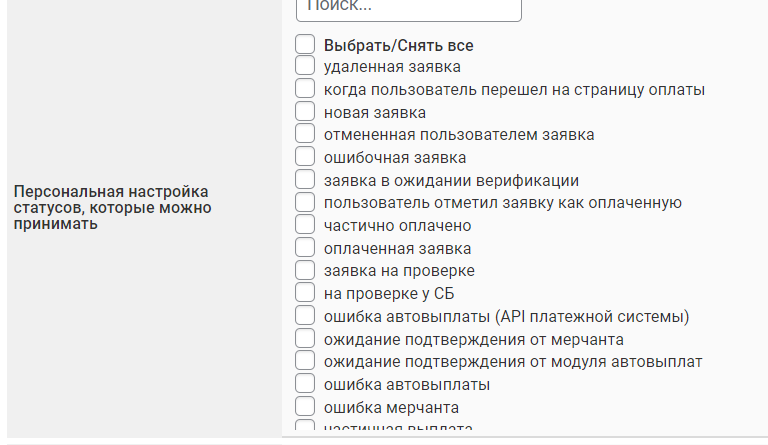 Поиск...
Выбрать/Снять все
удаленная заявка
когда пользователь перешел на страницу оплаты
новая заявка
отмененная пользователем заявка
ошибочная заявка
заявка в ожидании верификации
Персональная настройка
статусов, которые можно
принимать
пользователь отметил заявку как оплаченную
частично оплачено
оплаченная заявка
заявка на проверке
на проверке у СБ
ошибка автовыплаты (API платежной системы)
ожидание подтверждения от мерчанта
ожидание подтверждения от модуля автовыплат
ошибка автовыплаты
ошибка мерчанта
частичная выплата